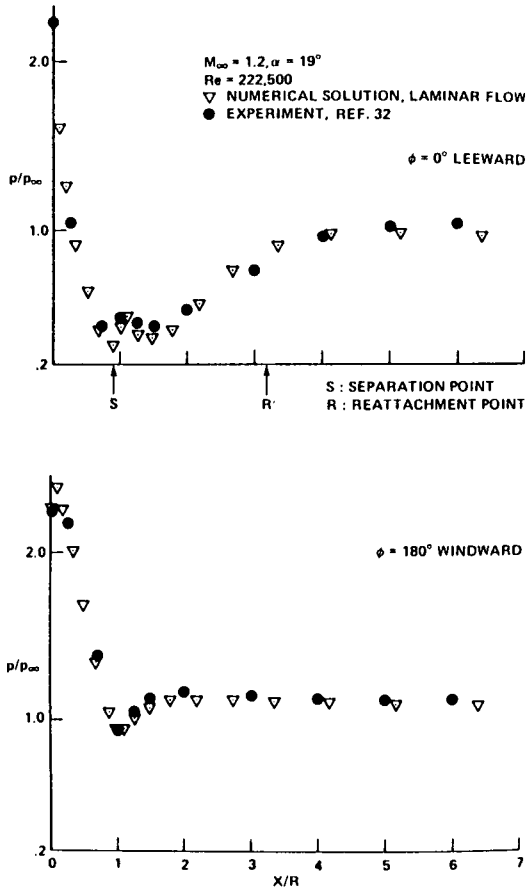 2.0
M∞ = 1.2, α = 19°
Re = 222,500
▽ NUMERICAL SOLUTION, LAMINAR FLOW
● EXPERIMENT, REF. 32
φ = 0° LEEWARD
p/p∞
1.0
.2
S
R
S : SEPARATION POINT
R : REATTACHMENT POINT
2.0
φ = 180° WINDWARD
p/p∞
1.0
.2
0 1 2 3 4 5 6 7
X/R